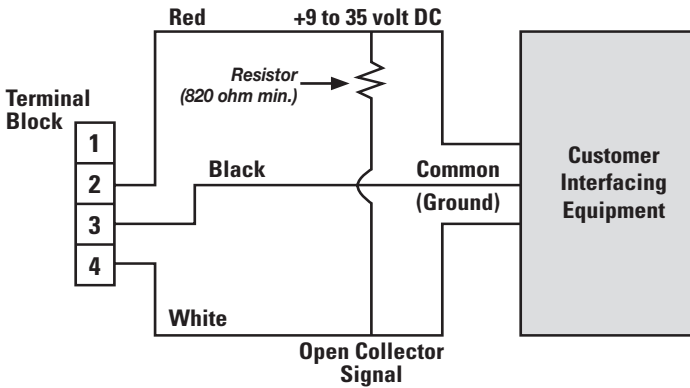 Red
+9 to 35 volt DC
Resistor
(820 ohm min.)
Terminal
Block
1
2
3
4
Black
Common
(Ground)
Customer
Interfacing
Equipment
White
Open Collector
Signal